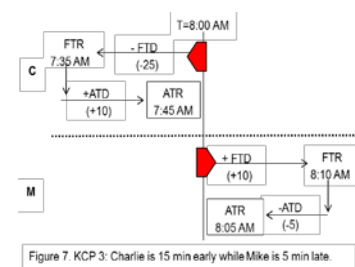 T=8:00 AM
FTR
7:35 AM
- FTD
(-25)
C
+ATD
(+10)
ATR
7:45 AM
+ FTD
(+10)
FTR
8:10 AM
M
ATR
8:05 AM
-ATD
(-5)
Figure 7. KCP 3: Charlie is 15 min early while Mike is 5 min late.